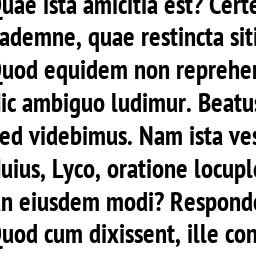 Quae ista amicitia est? Certe
ademne, quae restincta siti
Quod equidem non reprehen
ic ambiguo ludimur. Beatus
ed videbimus. Nam ista ves
uius, Lyco, oratione locuple
n eiusdem modi? Responde
Quod cum dixissent, ille con